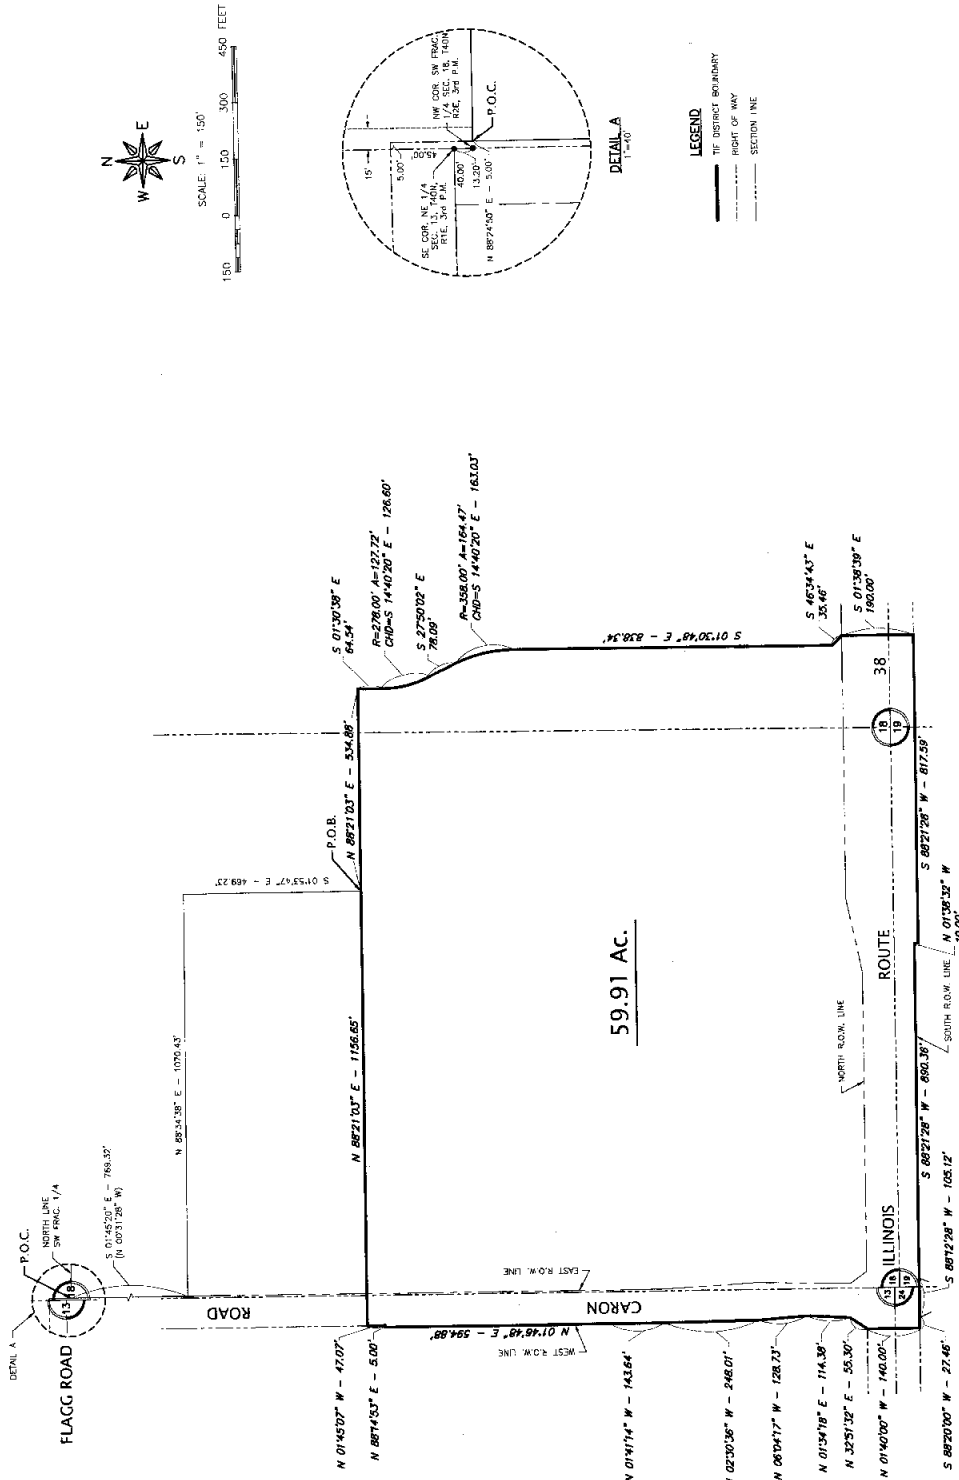 N
E
W
S
SCALE: 1" = 150'
150
0
150
300
450 FEET
15'
5.00'
45.00'
40.00'
13.20'
N 88°24'50" E - 5.00'
SE COR. NE 1/4
SEC. 13, T40N,
R1E, 3rd P.M.
NW COR. SW FRAC.
1/4 SEC. 18, T40N,
R2E, 3rd P.M.
P.O.C.
DETAIL A
1"=40'
LEGEND
TIF DISTRICT BOUNDARY
RIGHT OF WAY
SECTION LINE
DETAIL A
FLAGG ROAD
P.O.C.
13
18
NORTH LINE
SW FRAC. 1/4
S 01°45'20" E - 769.32'
(N 00°31'28" W)
N 88°34'38" E - 1070.43'
S 01°53'47" E - 469.23'
P.O.B.
N 88°21'03" E - 1156.65'
N 88°21'03" E - 534.88'
S 01°30'38" E
64.54'
R=278.00' A=127.72'
CHD=S 14°40'20" E - 126.60'
S 27°50'02" E
78.09'
R=358.00' A=164.47'
CHD=S 14°40'20" E - 163.03'
S 01°30'48" E - 838.34'
S 46°34'43" E
35.46'
S 01°38'39" E
190.00'
38
18
19
S 88°21'28" W - 817.59'
N 01°38'32" W
10.00'
SOUTH R.O.W. LINE
ROUTE
59.91 Ac.
NORTH R.O.W. LINE
S 88°21'28" W - 890.36'
S 88°12'28" W - 105.12'
ILLINOIS
13
18
24
19
S 88°20'00" W - 27.46'
N 01°40'00" W - 140.00'
N 32°51'32" E - 55.30'
N 01°34'18" E - 114.38'
N 06°04'17" W - 128.73'
02°30'36" W - 248.01'
N 01°41'14" W - 143.64'
N 01°46'48" E - 594.88'
WEST R.O.W. LINE
EAST R.O.W. LINE
CARON
ROAD
N 88°14'53" E - 5.00'
N 01°45'07" W - 47.07'